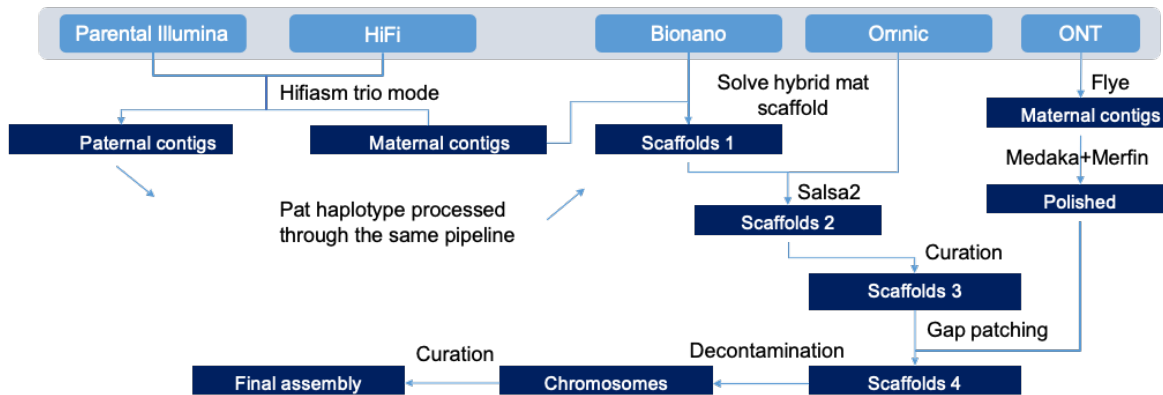 Parental Illumina
HiFi
Bionano
Omnic
ONT
Hifiasm trio mode
Solve hybrid mat
scaffold
Flye
Paternal contigs
Maternal contigs
Scaffolds 1
Maternal contigs
Medaka+Merfin
Salsa2
Polished
Pat haplotype processed
through the same pipeline
Scaffolds 2
Curation
Scaffolds 3
Gap patching
Curation
Decontamination
Final assembly
Chromosomes
Scaffolds 4